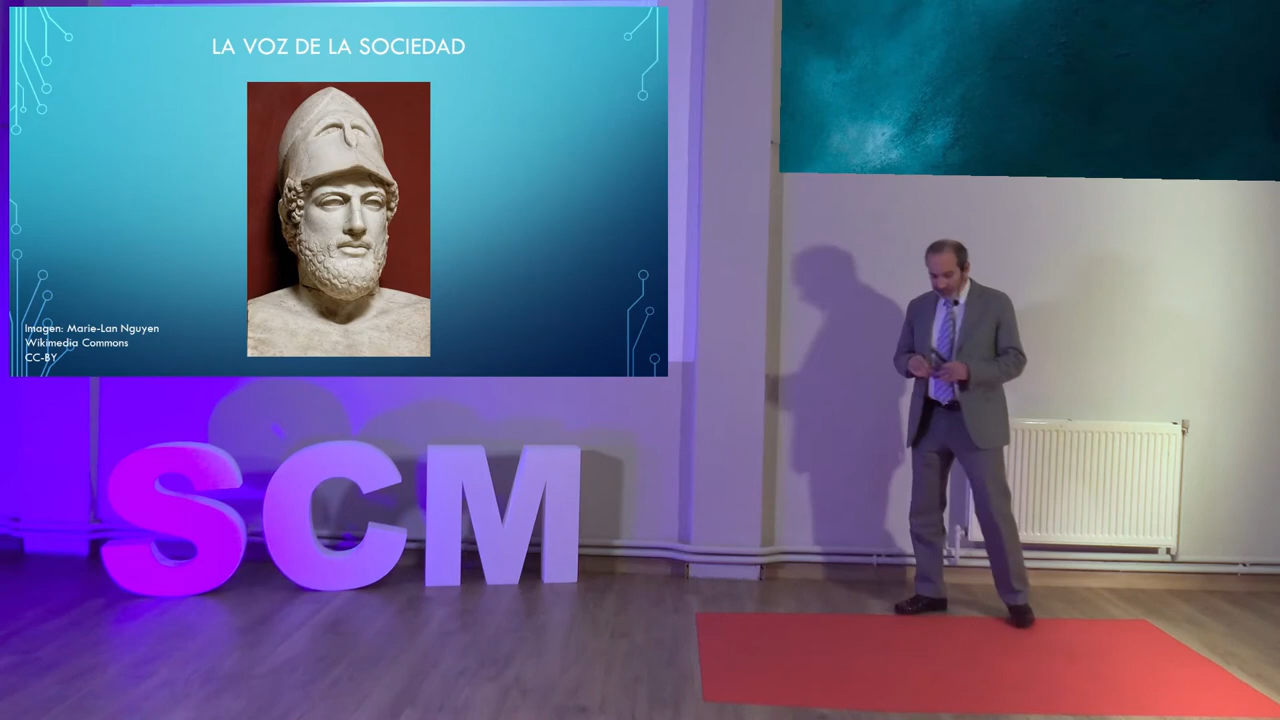 LA VOZ DE LA SOCIEDAD
Imagen: Marie-Lan Nguyen
Wikimedia Commons
CC-BY
SCM